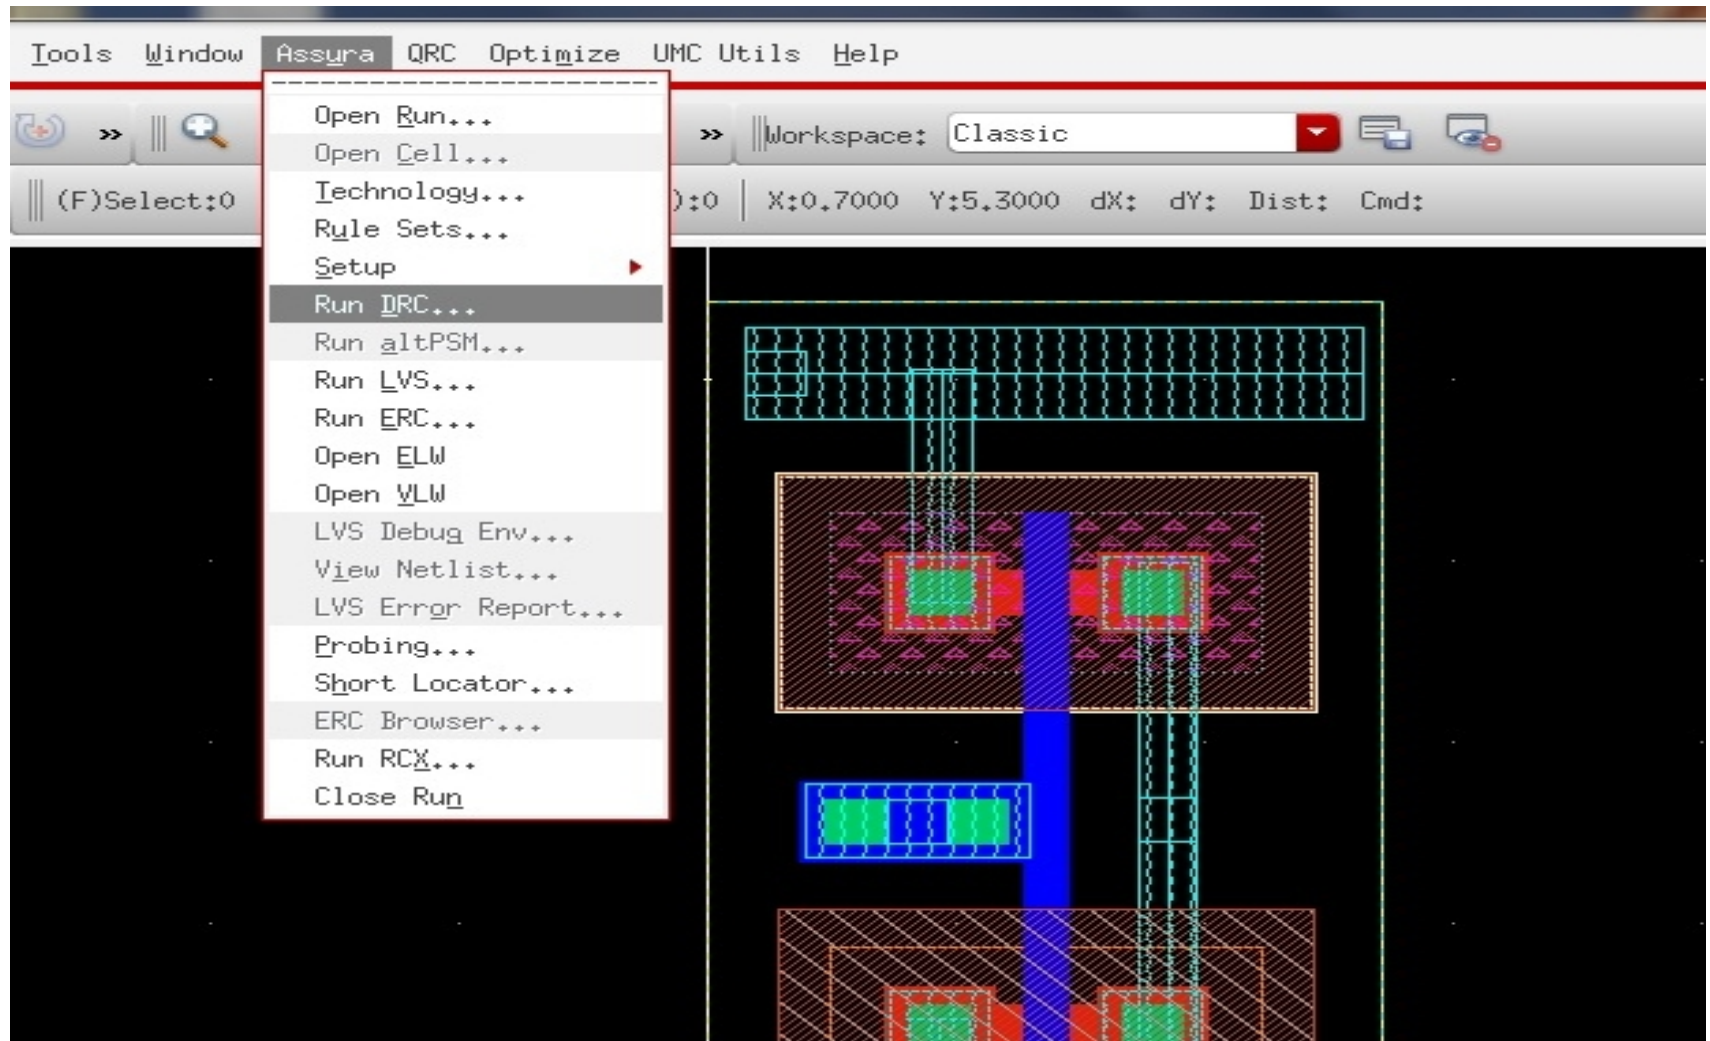 Tools Window Assura QRC Optimize UMC Utils Help
Open Run...
Open Cell...
Technology...
Rule Sets...
Setup
Run DRC...
Run altPSM...
Run LVS...
Run ERC...
Open ELW
Open VLW
LVS Debug Env...
View Netlist...
LVS Error Report...
Probing...
Short Locator...
ERC Browser...
Run RCX...
Close Run
» » Workspace: Classic
(F)Select:0 ):0 X:0.7000 Y:5.3000 dX: dY: Dist: Cmd: